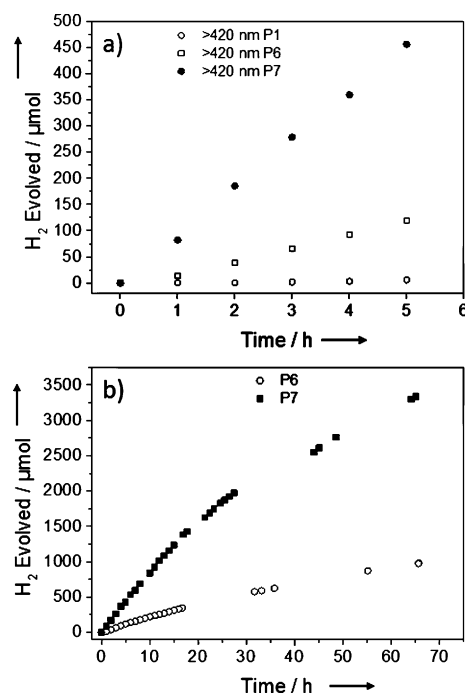 a)
>420 nm P1
>420 nm P6
>420 nm P7
H₂ Evolved / µmol
500
450
400
350
300
250
200
150
100
50
0
0 1 2 3 4 5 6
Time / h
b)
P6
P7
H₂ Evolved / µmol
3500
3000
2500
2000
1500
1000
500
0
0 10 20 30 40 50 60 70
Time / h